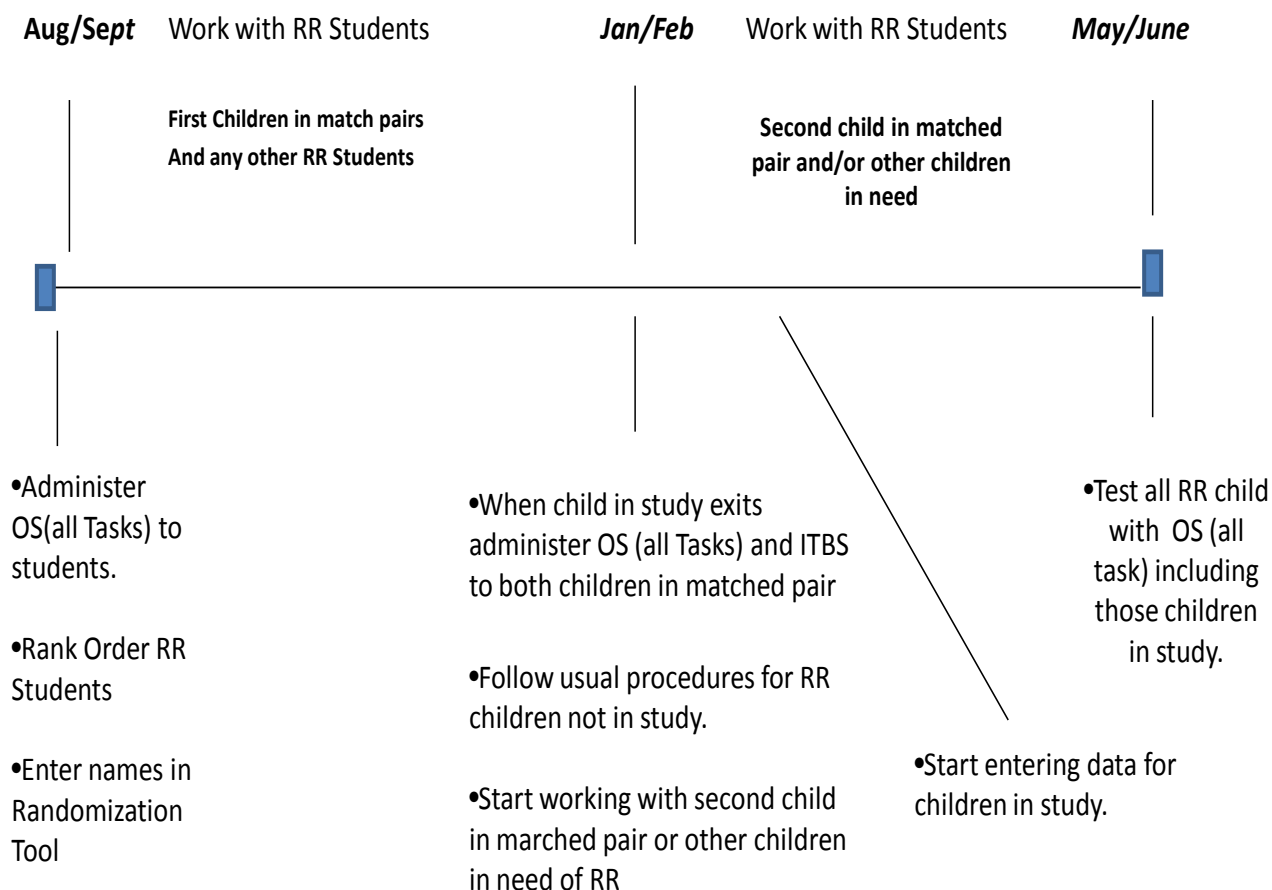 Aug/Sept Work with RR Students Jan/Feb Work with RR Students May/June
First Children in match pairs
And any other RR Students
Second child in matched
pair and/or other children
in need
•Administer
OS(all Tasks) to
students.
•Rank Order RR
Students
•Enter names in
Randomization
Tool
•When child in study exits
administer OS (all Tasks) and ITBS
to both children in matched pair
•Follow usual procedures for RR
children not in study.
•Start working with second child
in marched pair or other children
in need of RR
•Start entering data for
children in study.
•Test all RR child
with OS (all
task) including
those children
in study.